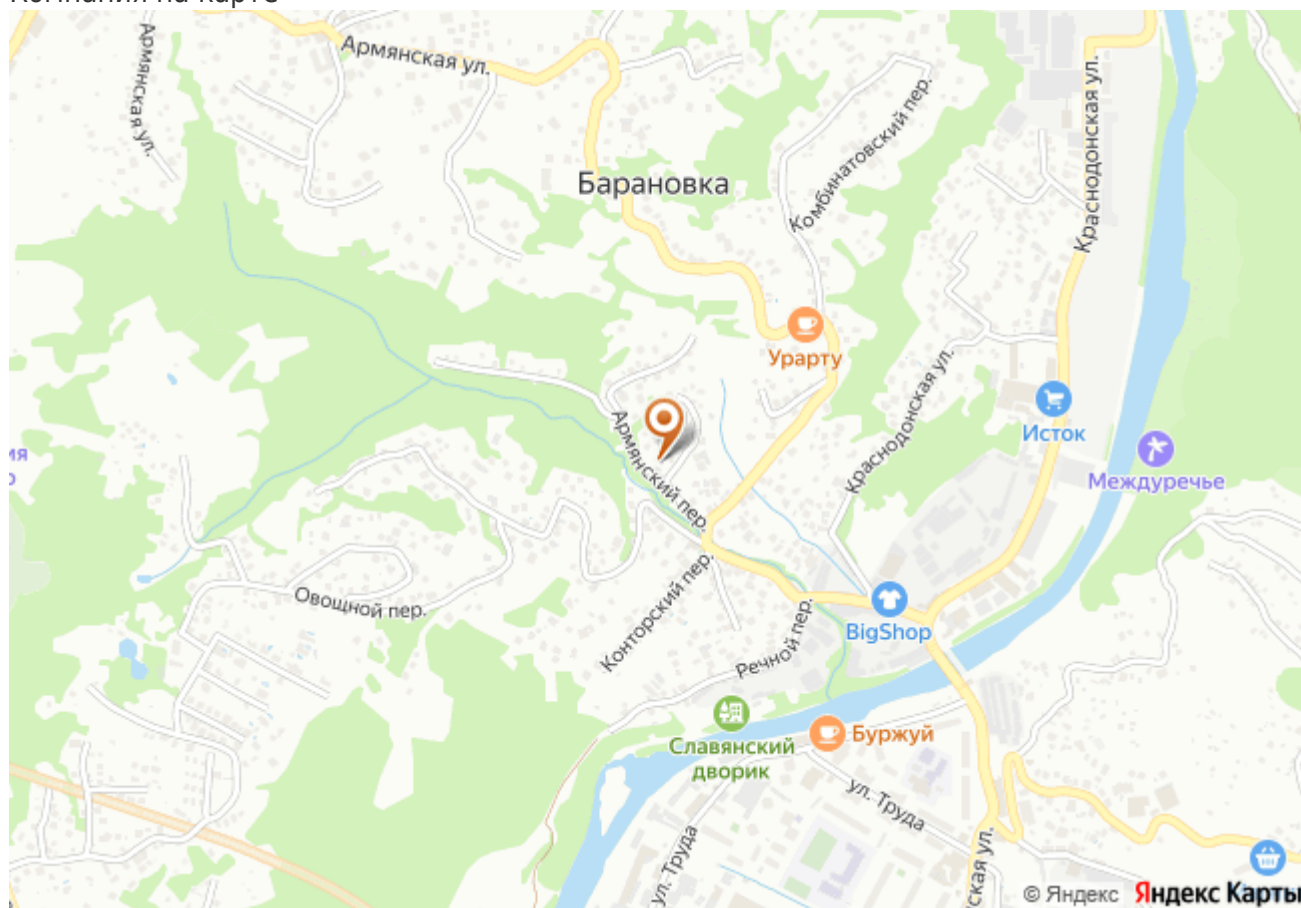 Армянская ул.
Армянская ул.
Барановка
Комбинатовский пер.
Краснодонская ул.
Урарту
Краснодонская ул.
Исток
Междуречье
Армянский пер.
Овощной пер.
Конторский пер.
Речной пер.
BigShop
Славянский
дворик
Буржуй
ул. Труда
ул. Труда
© Яндекс Яндекс Карты